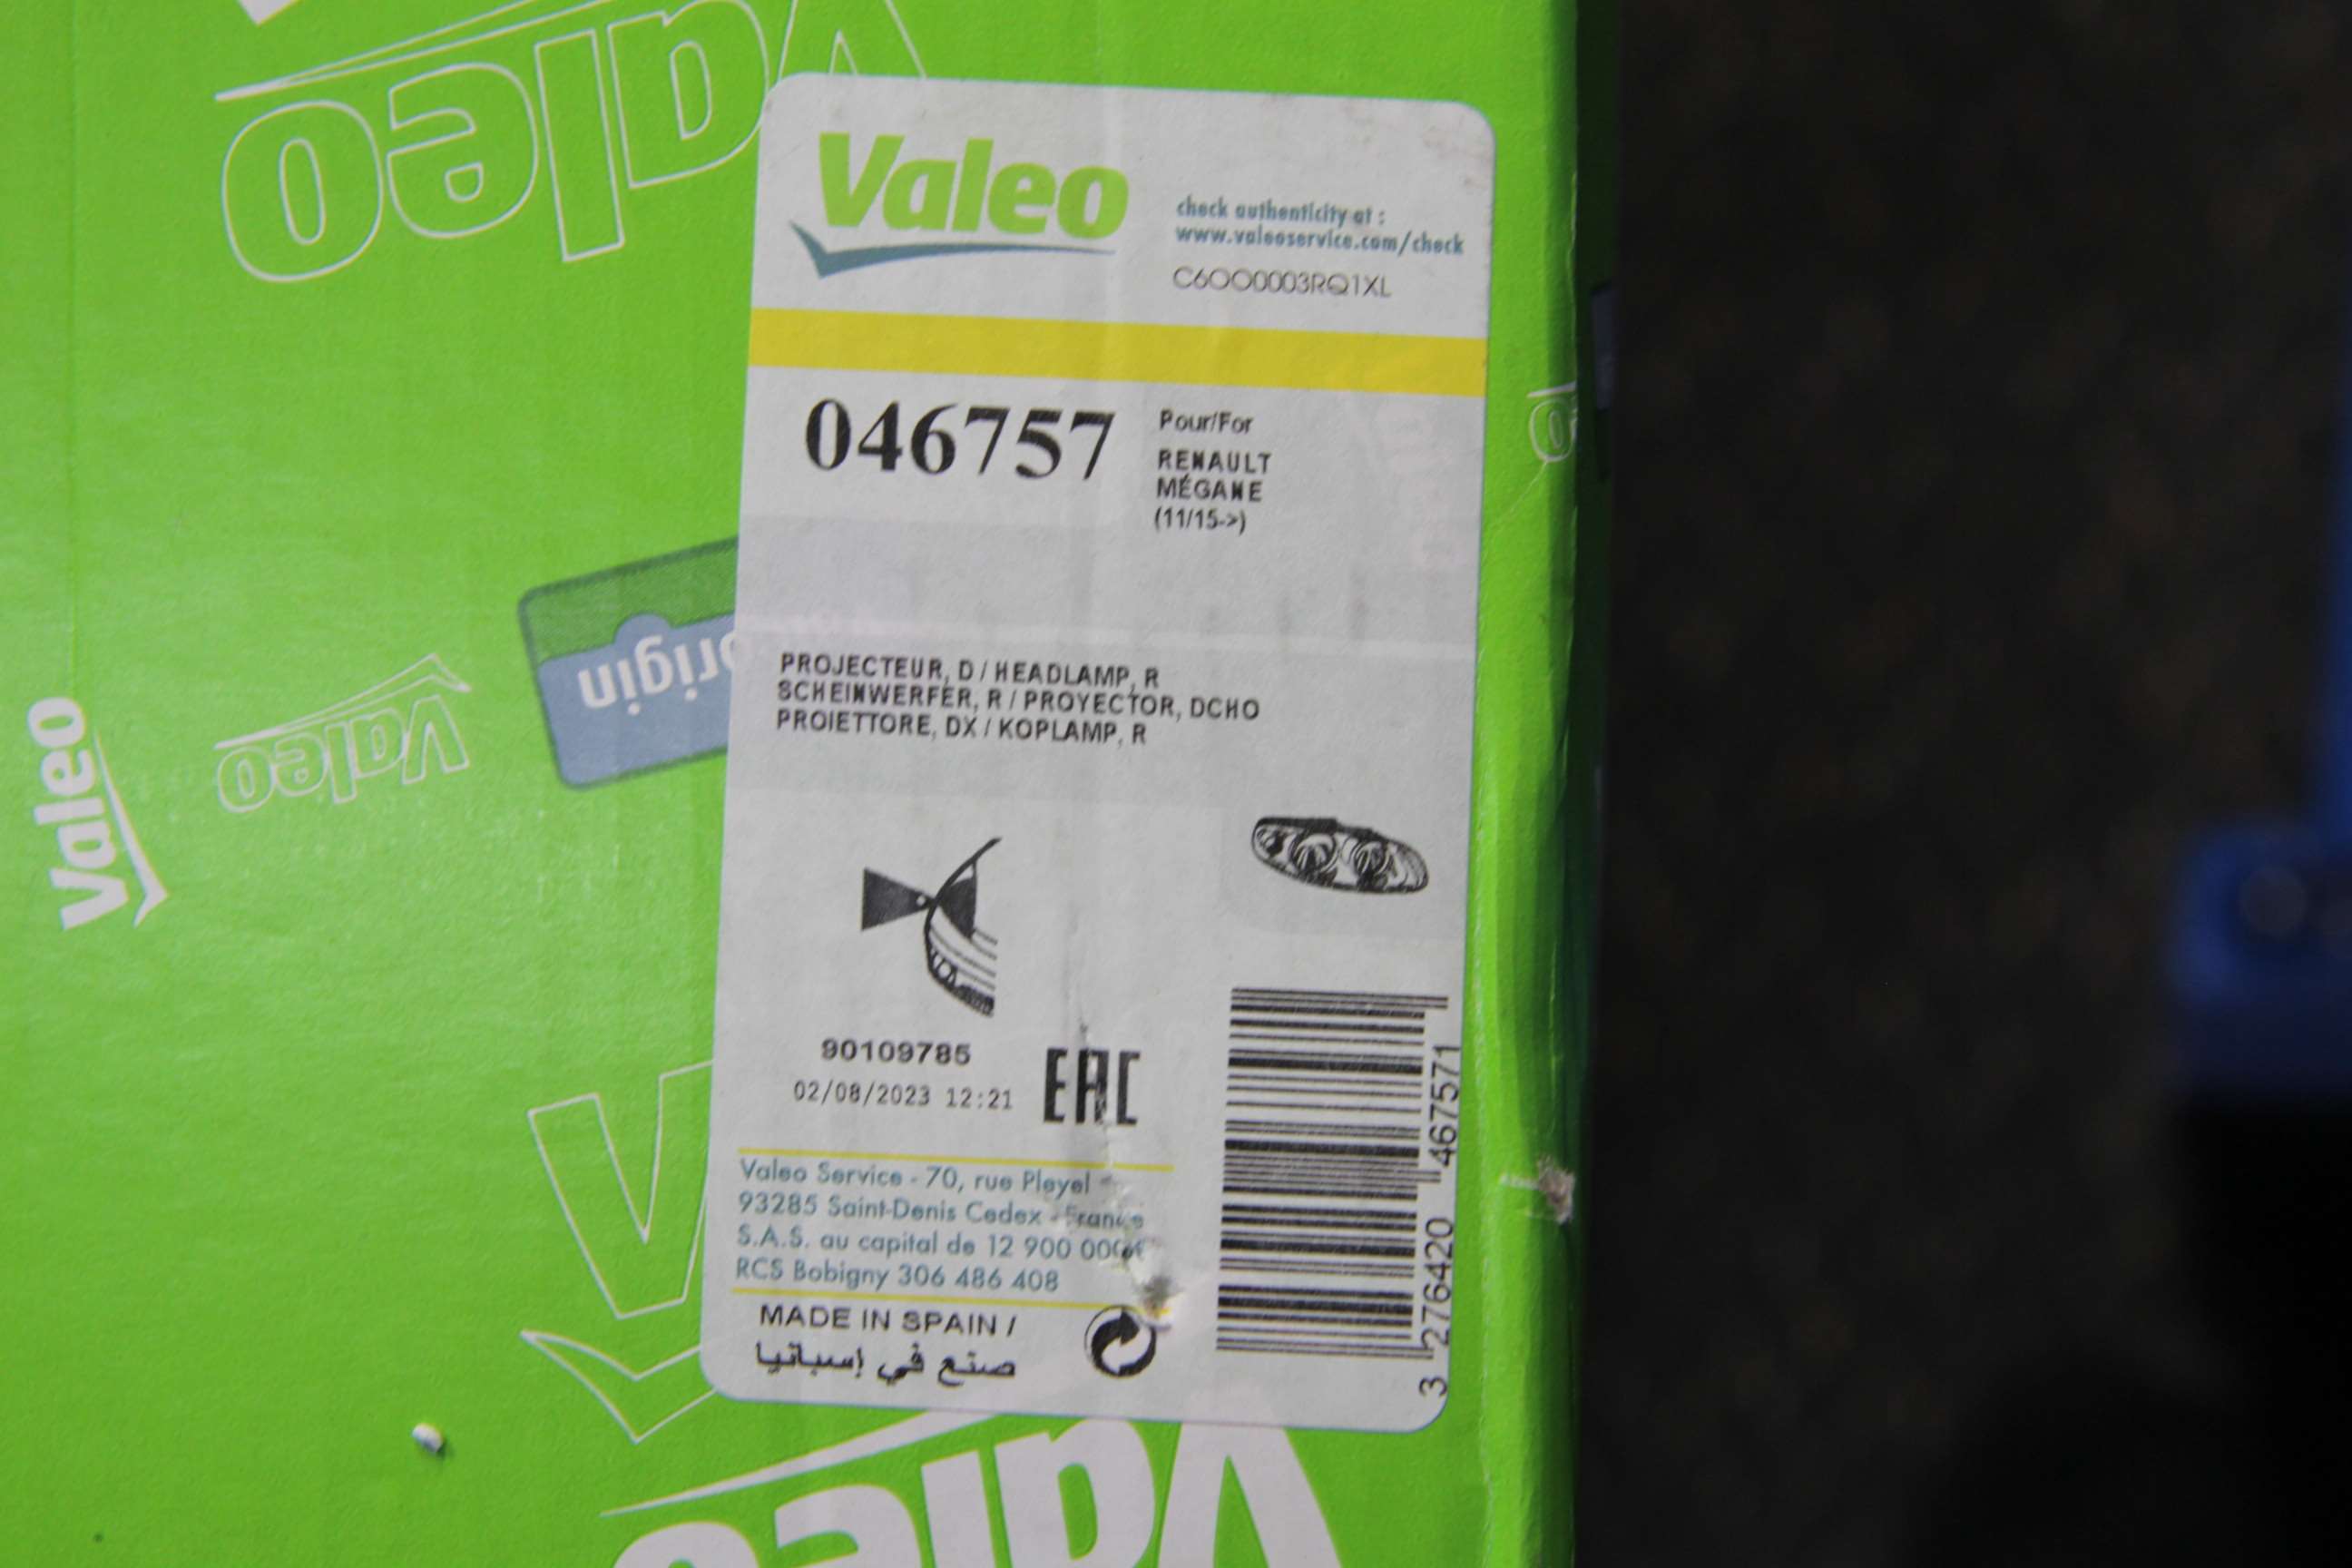 Valeo
Valeo
check authenticity at :
www.valeoservice.com/check
C6OO0003RQ1XL
046757
Pour/For
RENAULT
MÉGANE
(11/15->)
origin
Valeo
Valeo
PROJECTEUR, D / HEADLAMP, R
SCHEINWERFER, R / PROYECTOR, DCHO
PROIETTORE, DX / KOPLAMP, R
90109785
02/08/2023 12:21
EAC
Valeo Service - 70, rue Pleyel
93285 Saint-Denis Cedex - France
S.A.S. au capital de 12 900 000€
RCS Bobigny 306 486 408
MADE IN SPAIN /
صنع في إسبانيا
3 276420 467571
Valeo